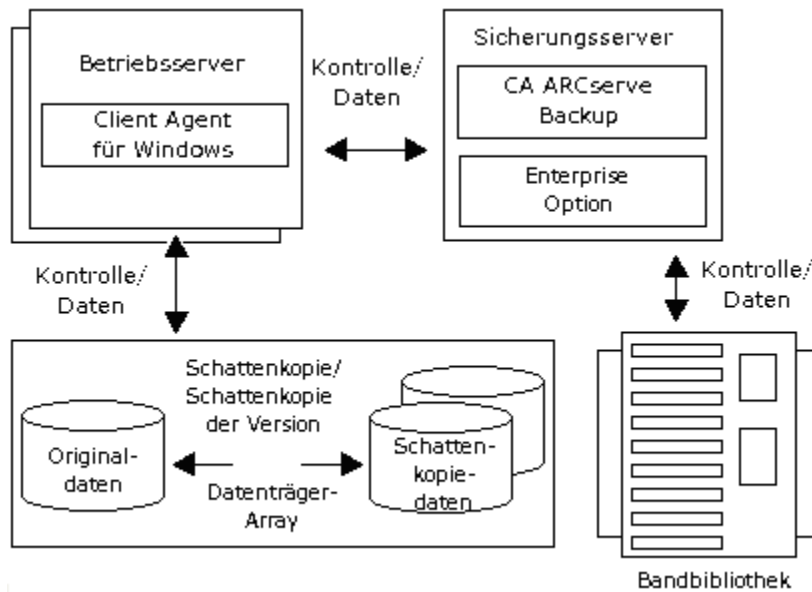 Betriebsserver
Client Agent
für Windows
Kontrolle/
Daten
Sicherungsserver
CA ARCserve
Backup
Enterprise
Option
Kontrolle/
Daten
Kontrolle/
Daten
Schattenkopie/
Schattenkopie
der Version
Original-
daten
Schatten-
kopie-
daten
Datenträger-
Array
Bandbibliothek